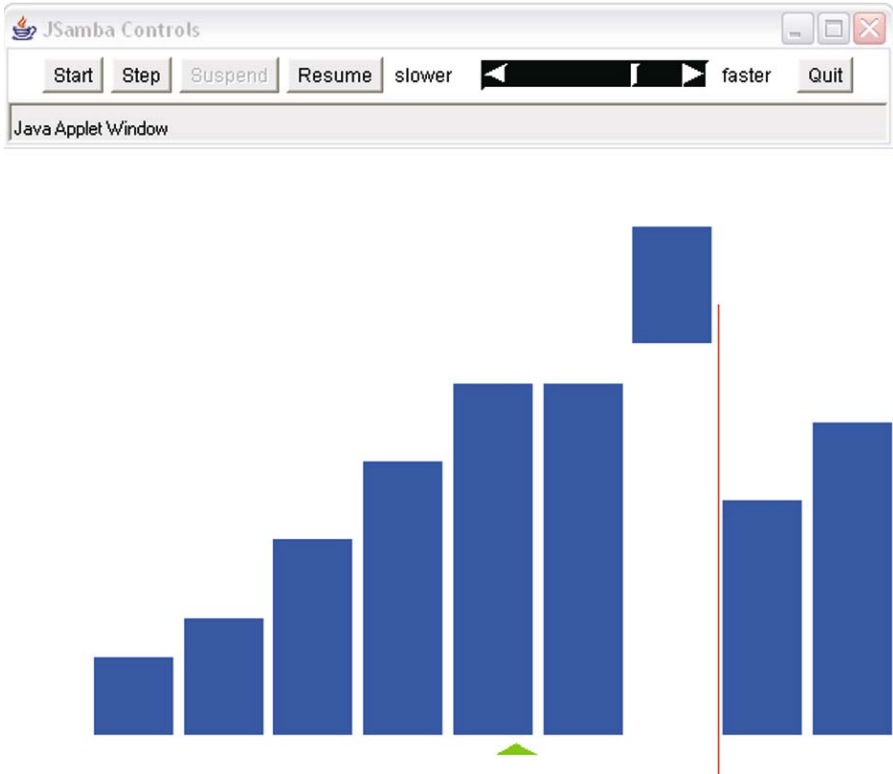 JSamba Controls
Start Step Suspend Resume slower faster Quit
Java Applet Window